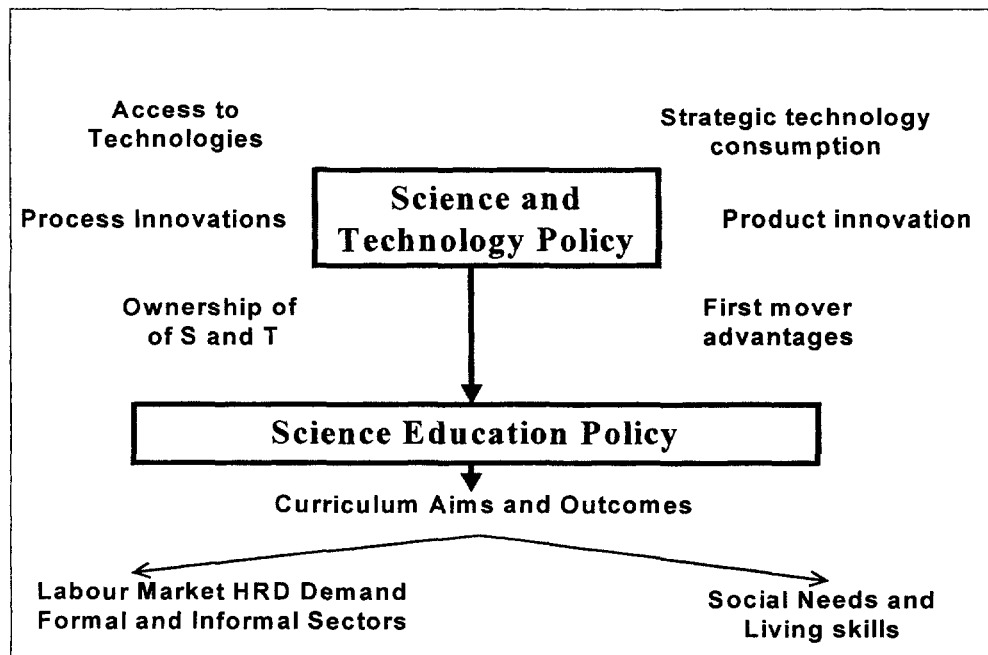 Access to
Technologies
Strategic technology
consumption
Science and
Technology Policy
Process Innovations
Product innovation
Ownership of
of S and T
First mover
advantages
Science Education Policy
Curriculum Aims and Outcomes
Labour Market HRD Demand
Formal and Informal Sectors
Social Needs and
Living skills